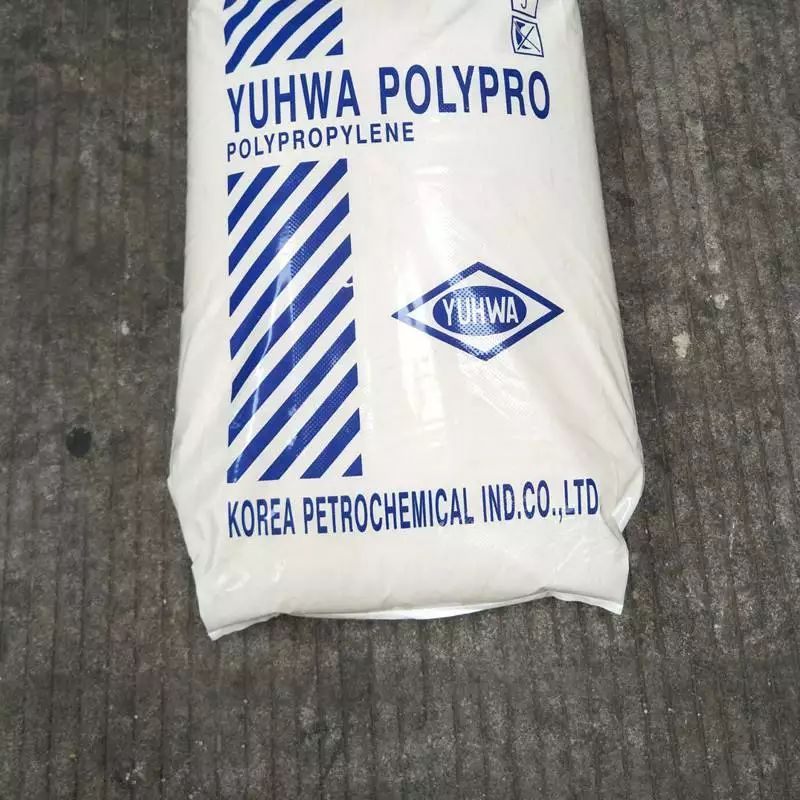 YUHWA POLYPRO
POLYPROPYLENE
YUHWA
KOREA PETROCHEMICAL IND.CO.,LTD